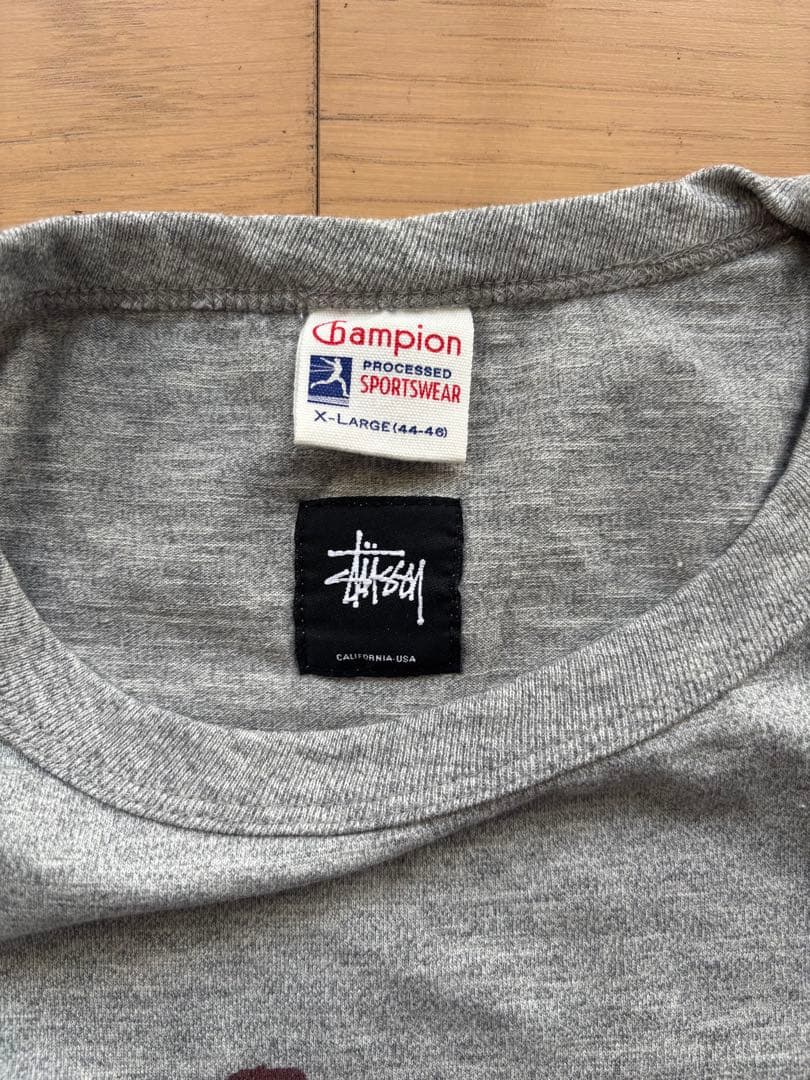 Champion
PROCESSED
SPORTSWEAR
X-LARGE (44-46)
Stüssy
CALIFORNIA·USA